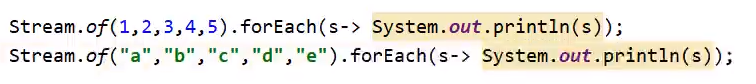 Stream.of(1,2,3,4,5).forEach(s-> System.out.println(s));
Stream.of("a","b","c","d","e").forEach(s-> System.out.println(s));